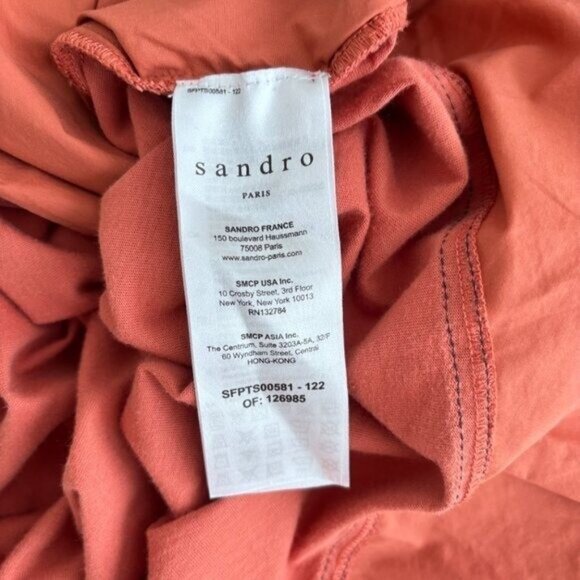 SFPTS00581 - 122
sandro
PARIS
SANDRO FRANCE
150 boulevard Haussmann
75008 Paris
www.sandro-paris.com
SMCP USA Inc.
10 Crosby Street, 3rd Floor
New York, New York 10013
RN132784
SMCP ASIA Inc.
The Centrium, Suite 3203A-5A, 32/F
60 Wyndham Street, Central
HONG-KONG
SFPTS00581 - 122
OF: 126985